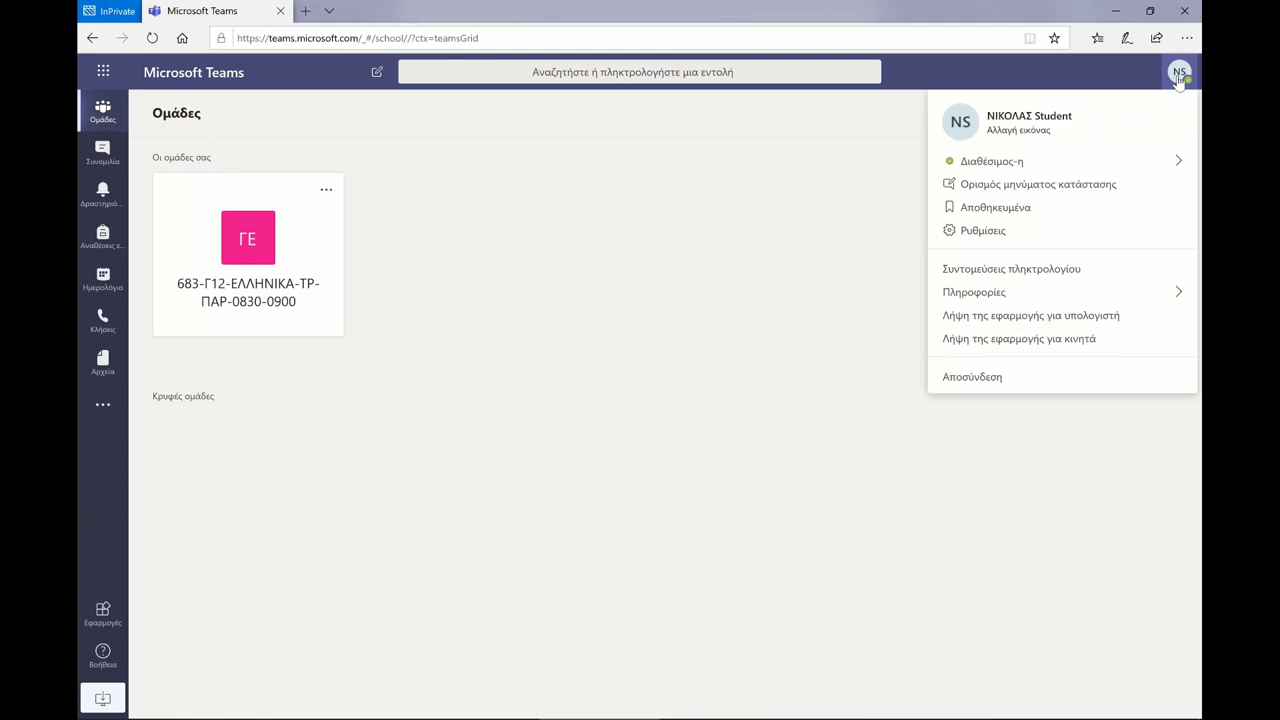 InPrivate
Microsoft Teams
https://teams.microsoft.com/_#/school//?ctx=teamsGrid
Microsoft Teams
Αναζητήστε ή πληκτρολογήστε μια εντολή
NS
Ομάδες
Συνομιλία
Δραστηριό...
Αναθέσεις ε...
Ημερολόγιο
Κλήσεις
Αρχεία
Εφαρμογές
Βοήθεια
Ομάδες
Οι ομάδες σας
ΓΕ
683-Γ12-ΕΛΛΗΝΙΚΑ-ΤΡ-
ΠΑΡ-0830-0900
Κρυφές ομάδες
NS
ΝΙΚΟΛΑΣ Student
Αλλαγή εικόνας
Διαθέσιμος-η
Ορισμός μηνύματος κατάστασης
Αποθηκευμένα
Ρυθμίσεις
Συντομεύσεις πληκτρολογίου
Πληροφορίες
Λήψη της εφαρμογής για υπολογιστή
Λήψη της εφαρμογής για κινητά
Αποσύνδεση